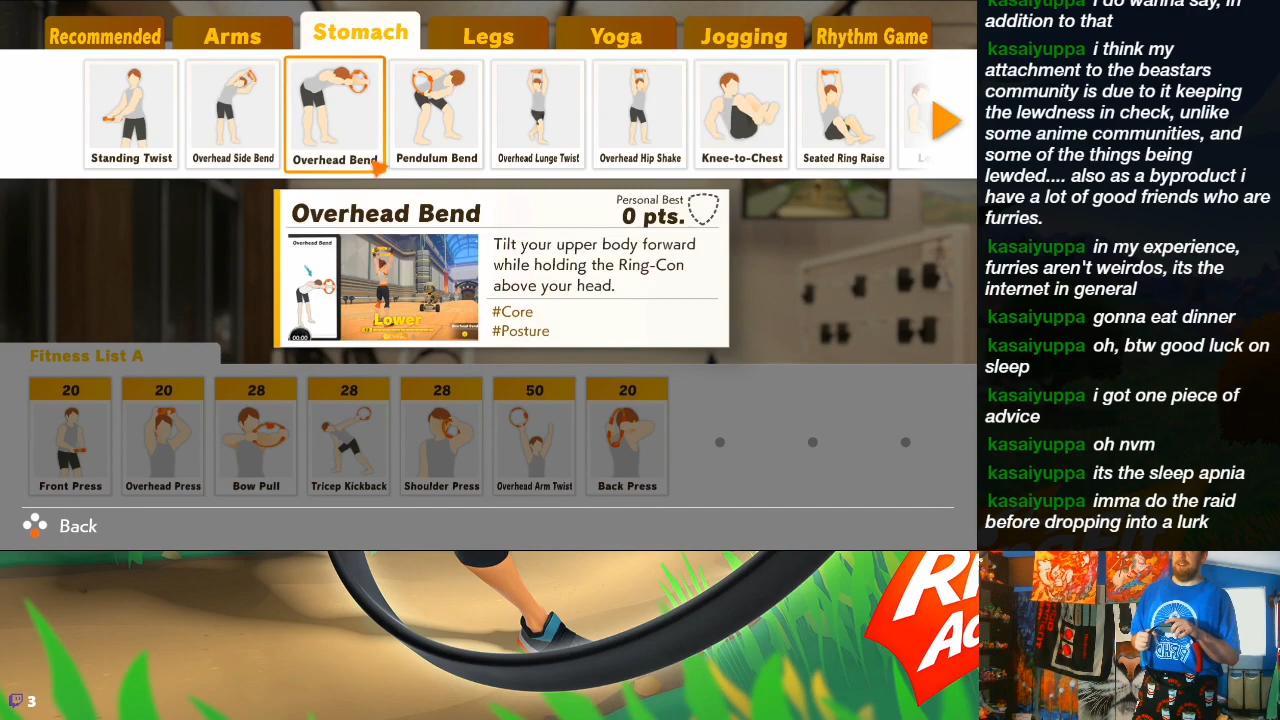 Recommended
Arms
Stomach
Legs
Yoga
Jogging
Rhythm Game
Standing Twist
Overhead Side Bend
Overhead Bend
Pendulum Bend
Overhead Lunge Twist
Overhead Hip Shake
Knee-to-Chest
Seated Ring Raise
Overhead Bend
Personal Best
0 pts.
Overhead Bend
Lower
00:00
Overhead Bend
Tilt your upper body forward
while holding the Ring-Con
above your head.
#Core
#Posture
Fitness List A
20
20
28
28
28
50
20
Front Press
Overhead Press
Bow Pull
Tricep Kickback
Shoulder Press
Overhead Arm Twist
Back Press
Back
3
i do wanna say, in
addition to that
kasaiyuppa i think my
attachment to the beastars
community is due to it keeping
the lewdness in check, unlike
some anime communities, and
some of the things being
lewded.... also as a byproduct i
have a lot of good friends who are
furries.
kasaiyuppa in my experience,
furries aren't weirdos, its the
internet in general
kasaiyuppa gonna eat dinner
kasaiyuppa oh, btw good luck on
sleep
kasaiyuppa i got one piece of
advice
kasaiyuppa oh nvm
kasaiyuppa its the sleep apnia
kasaiyuppa imma do the raid
before dropping into a lurk